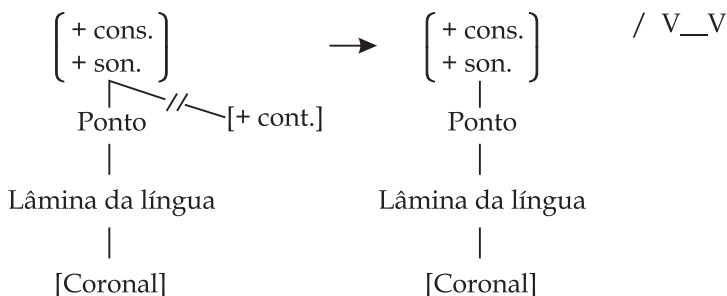 + cons. → + cons. / V__V
+ son. + son.
Ponto [+ cont.] Ponto
Lâmina da língua Lâmina da língua
[Coronal] [Coronal]